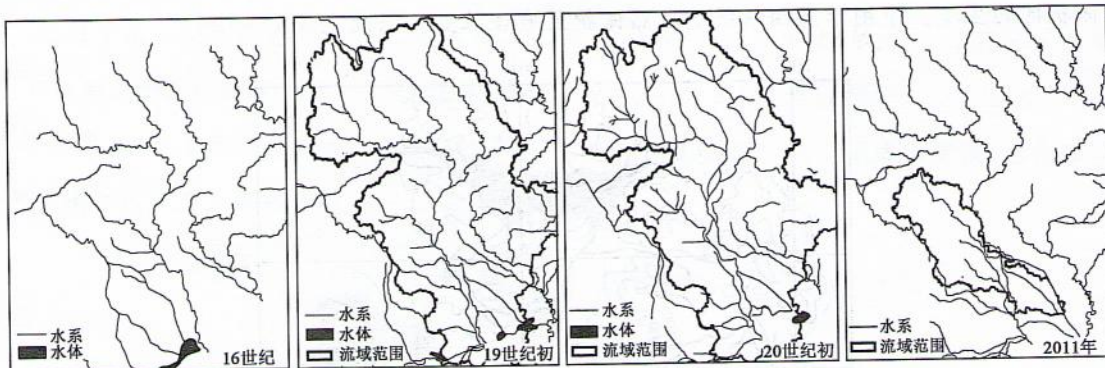 水系
水体
16世纪
水系
水体
流域范围
19世纪初
水系
水体
流域范围
20世纪初
水系
流域范围
2011年